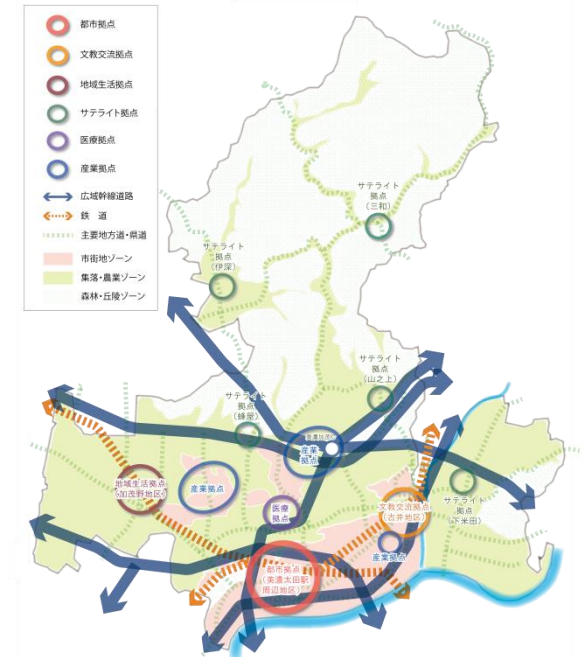 都市拠点
文教交流拠点
地域生活拠点
サテライト拠点
医療拠点
産業拠点
広域幹線道路
鉄 道
主要地方道・県道
市街地ゾーン
集落・農業ゾーン
森林・丘陵ゾーン
サテライト
拠点
(三和)
サテライト
拠点
(伊深)
サテライト
拠点
(山之上)
サテライト
拠点
(蜂屋)
産業
拠点
地域生活拠点
(加茂野地区)
産業拠点
医療
拠点
文教交流拠点
(古井地区)
サテライト
拠点
(下米田)
産業拠点
都市拠点
(美濃太田駅
周辺地区)